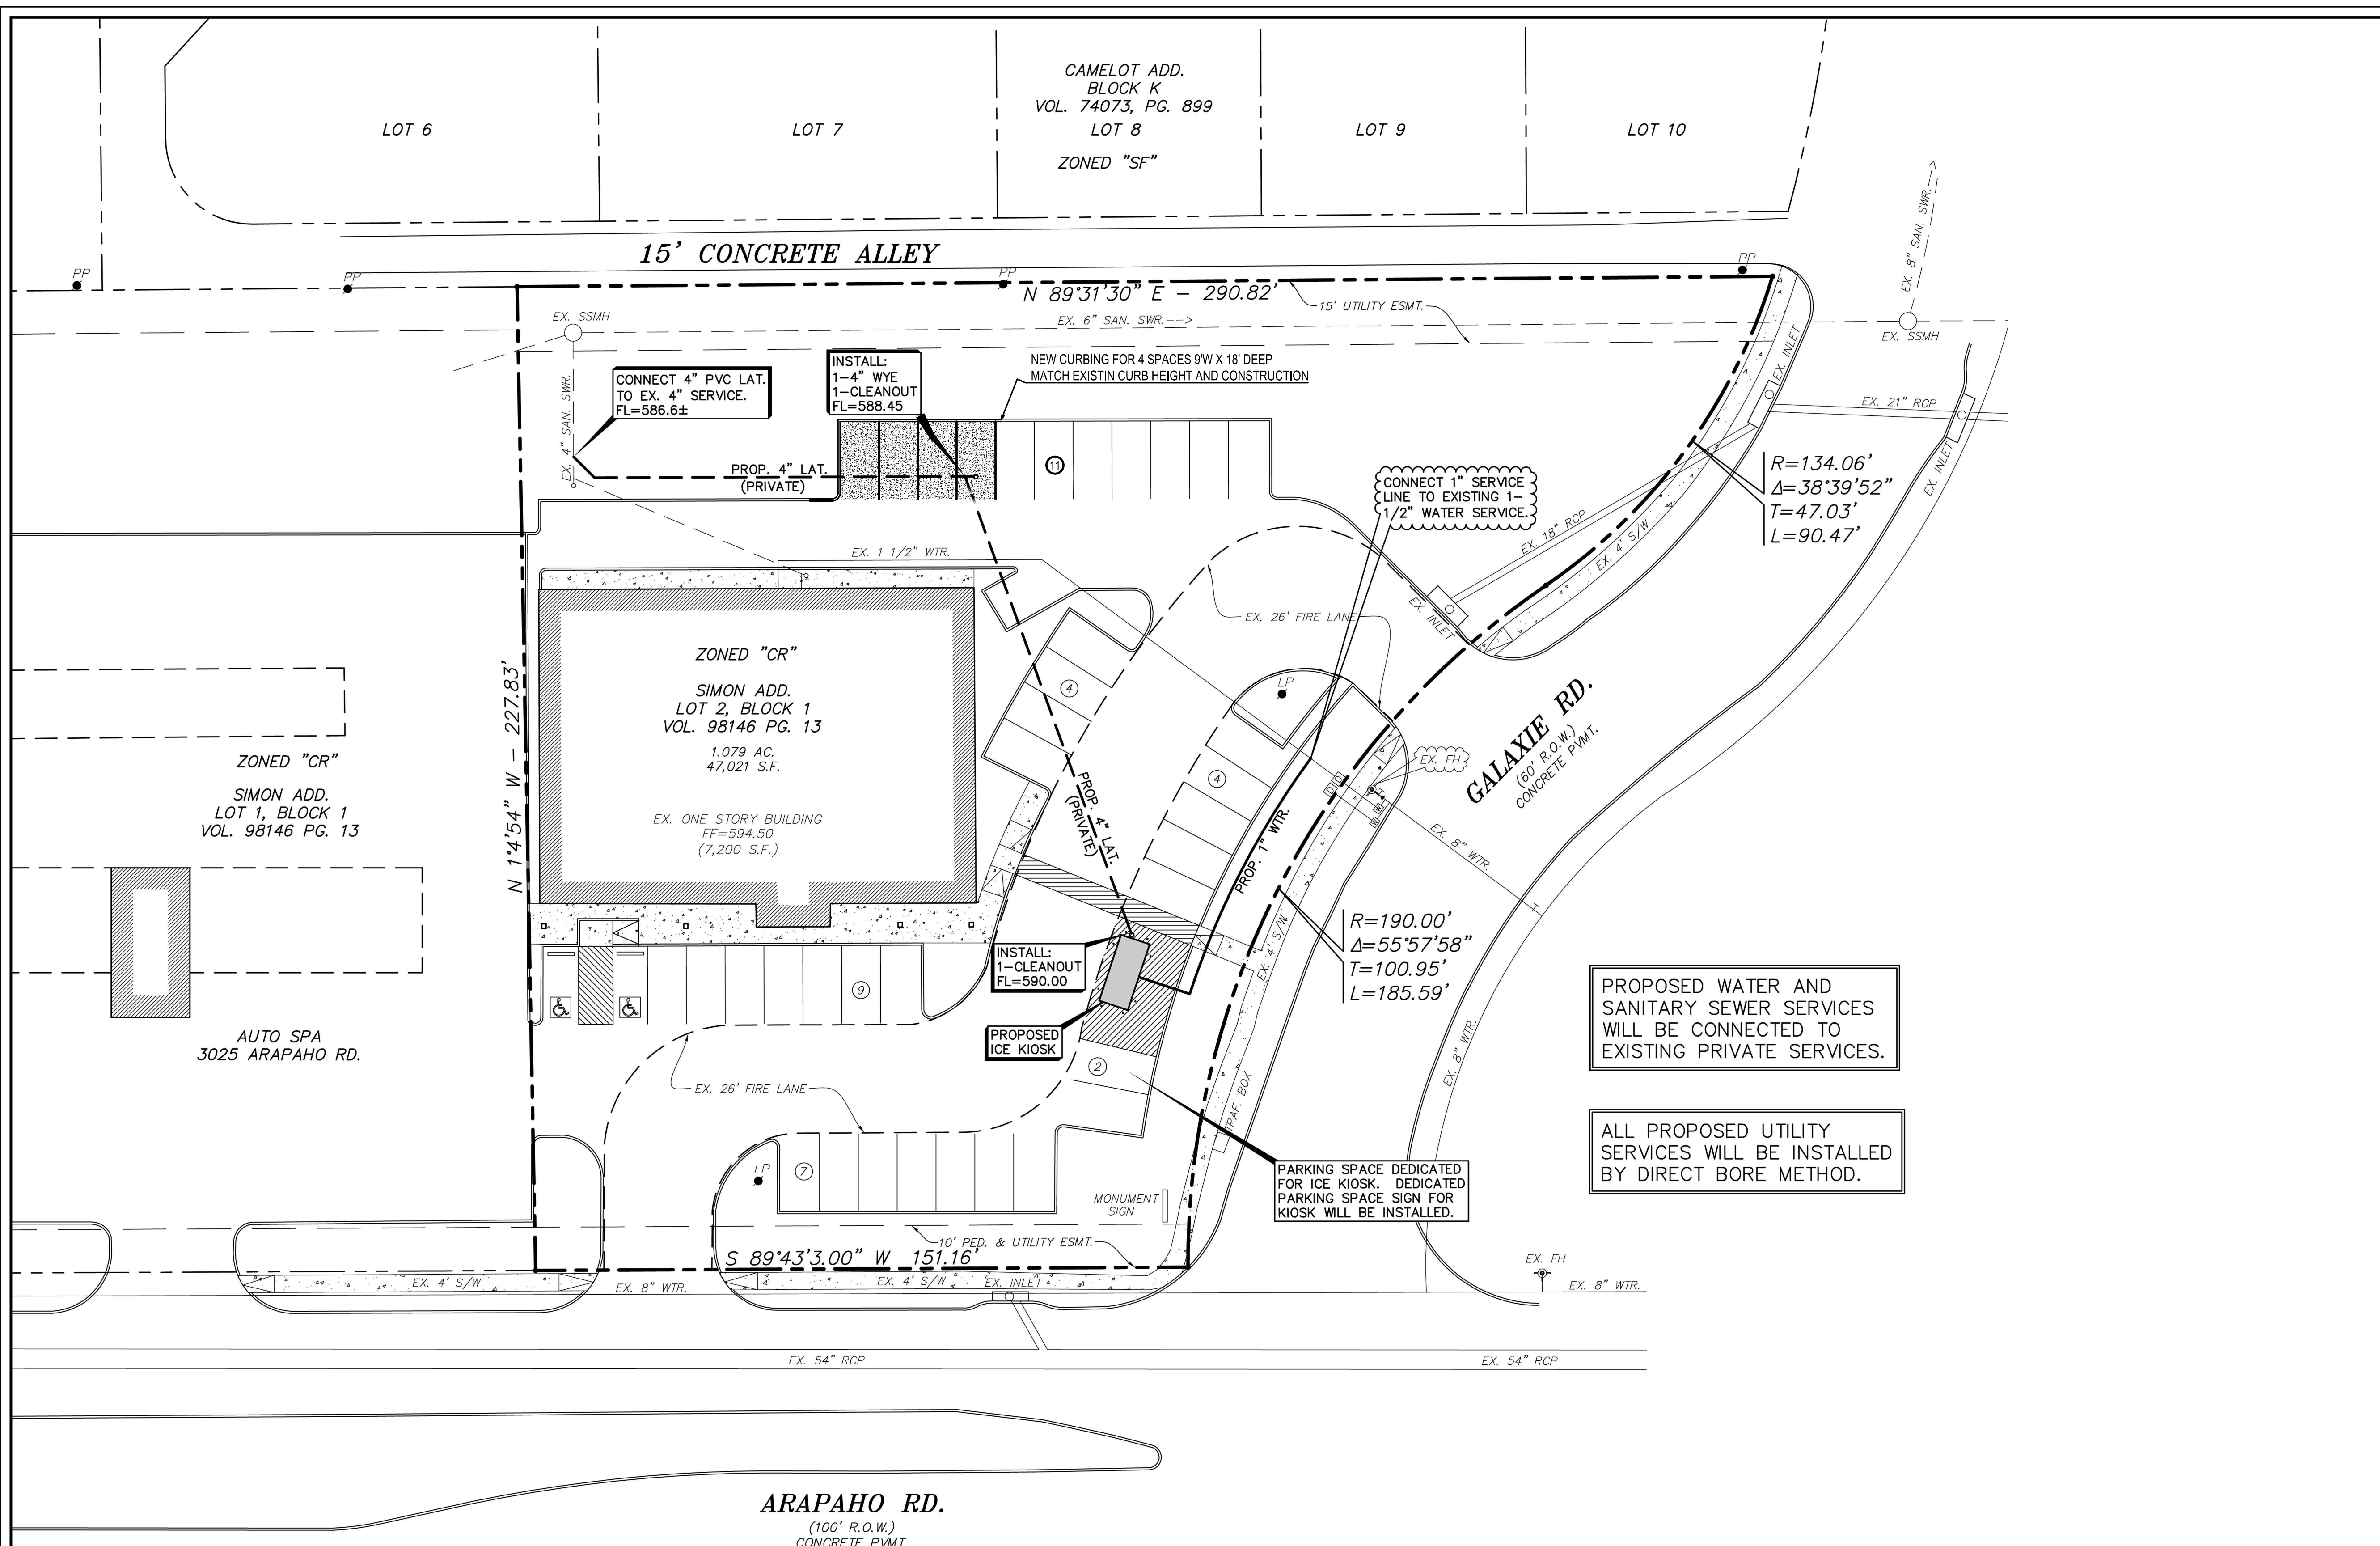 CAMELOT ADD.
BLOCK K
VOL. 74073, PG. 899
LOT 6
LOT 7
LOT 8
LOT 9
LOT 10
ZONED "SF"
15' CONCRETE ALLEY
PP
PP
PP
PP
N 89°31'30" E - 290.82'
15' UTILITY ESMT.
EX. SSMH
EX. 6" SAN. SWR.-->
EX. 8" SAN. SWR.-->
EX. SSMH
EX. INLET
EX. 21" RCP
EX. INLET
INSTALL:
1-4" WYE
1-CLEANOUT
FL=588.45
NEW CURBING FOR 4 SPACES 9'W X 18' DEEP
MATCH EXISTIN CURB HEIGHT AND CONSTRUCTION
CONNECT 4" PVC LAT.
TO EX. 4" SERVICE.
FL=586.6±
EX. 4" SAN. SWR.
PROP. 4" LAT.
(PRIVATE)
11
CONNECT 1" SERVICE
LINE TO EXISTING 1-
1/2" WATER SERVICE.
R=134.06'
Δ=38°39'52"
T=47.03'
L=90.47'
EX. 18" RCP
EX. 4' S/W
EX. 1 1/2" WTR.
EX. INLET
EX. 26' FIRE LANE
ZONED "CR"
SIMON ADD.
LOT 2, BLOCK 1
VOL. 98146 PG. 13
1.079 AC.
47,021 S.F.
EX. ONE STORY BUILDING
FF=594.50
(7,200 S.F.)
N 1°4'54" W - 227.83'
ZONED "CR"
SIMON ADD.
LOT 1, BLOCK 1
VOL. 98146 PG. 13
AUTO SPA
3025 ARAPAHO RD.
4
LP
4
PROP. 4" LAT.
(PRIVATE)
PROP. 1" WTR.
EX. FH
D
D
W
W
GALAXIE RD.
(60' R.O.W.)
CONCRETE PVMT.
EX. 8" WTR.
R=190.00'
Δ=55°57'58"
T=100.95'
L=185.59'
EX. 4' S/W
INSTALL:
1-CLEANOUT
FL=590.00
PROPOSED
ICE KIOSK
9
2
EX. 26' FIRE LANE
LP
7
TRAF. BOX
EX. 8" WTR.
PROPOSED WATER AND
SANITARY SEWER SERVICES
WILL BE CONNECTED TO
EXISTING PRIVATE SERVICES.
ALL PROPOSED UTILITY
SERVICES WILL BE INSTALLED
BY DIRECT BORE METHOD.
PARKING SPACE DEDICATED
FOR ICE KIOSK. DEDICATED
PARKING SPACE SIGN FOR
KIOSK WILL BE INSTALLED.
MONUMENT
SIGN
10' PED. & UTILITY ESMT.
S 89°43'3.00" W 151.16'
EX. 4' S/W
EX. 8" WTR.
EX. 4' S/W
EX. INLET
EX. FH
EX. 8" WTR.
EX. 54" RCP
EX. 54" RCP
ARAPAHO RD.
(100' R.O.W.)
CONCRETE PVMT.